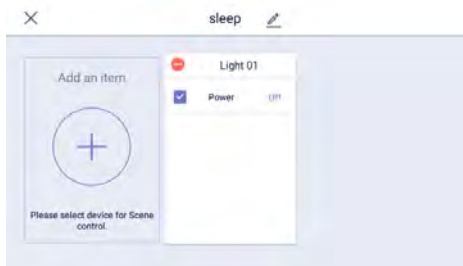 sleep
Add an item
Light 01
Power Off
Please select device for Scene
control.